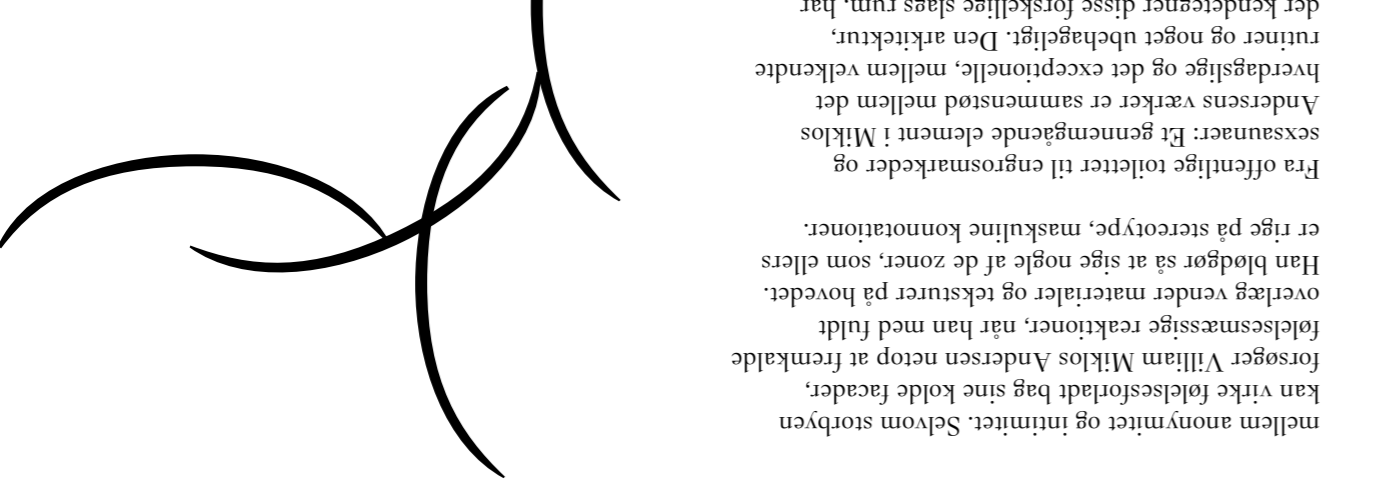 mellem anonymitet og intimitet. Selvom storbyen
kan virke følelsesforladt bag sine kolde facader,
forsøger William Miklos Andersen netop at fremkalde
følelsesmæssige reaktioner, når han med fuldt
overlæg vender materialer og teksturer på hovedet.
Han blødgør så at sige nogle af de zoner, som ellers
er rige på stereotype, maskuline konnotationer.
Fra offentlige toiletter til engrosmarkeder og
sexsaunaer: Et gennemgående element i Miklos
Andersens værker er sammenstød mellem det
hverdagslige og det exceptionelle, mellem velkendte
rutiner og noget ubehageligt. Den arkitektur,
der kendetegner disse forskellige slags rum, har